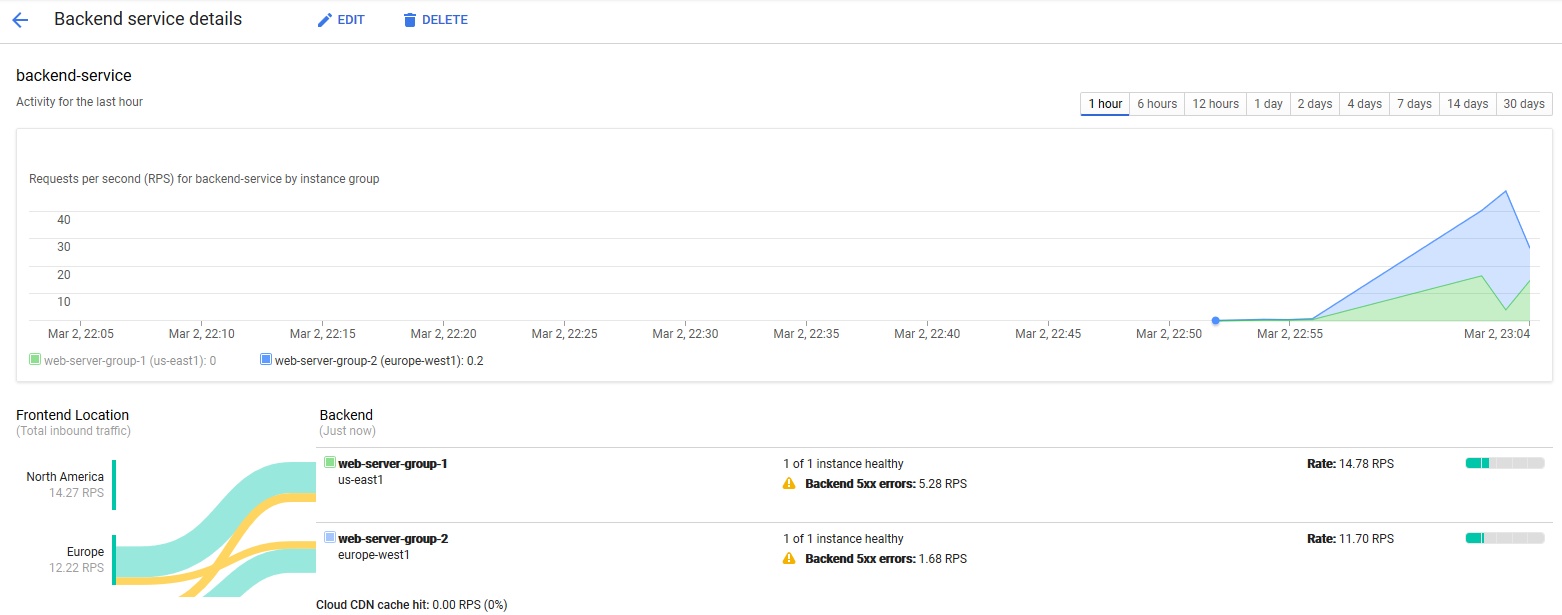 Backend service details EDIT DELETE
backend-service
Activity for the last hour
1 hour 6 hours 12 hours 1 day 2 days 4 days 7 days 14 days 30 days
Requests per second (RPS) for backend-service by instance group
40
30
20
10
Mar 2, 22:05 Mar 2, 22:10 Mar 2, 22:15 Mar 2, 22:20 Mar 2, 22:25 Mar 2, 22:30 Mar 2, 22:35 Mar 2, 22:40 Mar 2, 22:45 Mar 2, 22:50 Mar 2, 22:55 Mar 2, 23:04
web-server-group-1 (us-east1): 0 web-server-group-2 (europe-west1): 0.2
Frontend Location Backend
(Total inbound traffic) (Just now)
web-server-group-1 1 of 1 instance healthy Rate: 14.78 RPS
North America us-east1 Backend 5xx errors: 5.28 RPS
14.27 RPS
web-server-group-2 1 of 1 instance healthy Rate: 11.70 RPS
Europe europe-west1 Backend 5xx errors: 1.68 RPS
12.22 RPS
Cloud CDN cache hit: 0.00 RPS (0%)